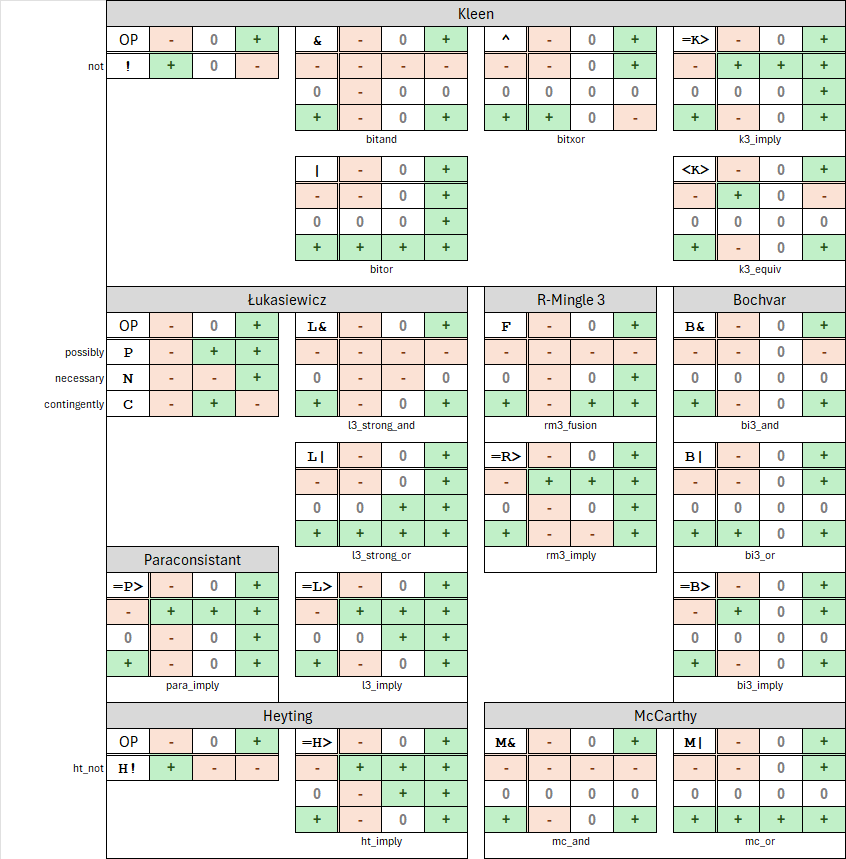 Kleen
OP - 0 + & - 0 + ^ - 0 + =K> - 0 +
not ! + 0 - - - - - - - 0 + - + + +
0 - 0 0 0 0 0 0 0 0 0 +
+ - 0 + + + 0 - + - 0 +
bitand bitxor k3_imply
| - 0 + <K> - 0 +
- - 0 + - + 0 -
0 0 0 + 0 0 0 0
+ + + + + - 0 +
bitor k3_equiv
Łukasiewicz R-Mingle 3 Bochvar
OP - 0 + L& - 0 + F - 0 + B& - 0 +
possibly P - + + - - - - - - - - - - 0 -
necessary N - - + 0 - - 0 0 - 0 + 0 0 0 0
contingently C - + - + - 0 + + - + + + - 0 +
l3_strong_and rm3_fusion bi3_and
L| - 0 + =R> - 0 + B| - 0 +
- - 0 + - + + + - - 0 +
0 0 + + 0 - 0 + 0 0 0 0
+ + + + + - - + + + 0 +
l3_strong_or rm3_imply bi3_or
Paraconsistant
=P> - 0 + =L> - 0 + =B> - 0 +
- + + + - + + + - + 0 +
0 - 0 + 0 0 + + 0 0 0 0
+ - 0 + + - 0 + + - 0 +
para_imply l3_imply bi3_imply
Heyting McCarthy
OP - 0 + =H> - 0 + M& - 0 + M| - 0 +
ht_not H! + - - - + + + - - - - - - 0 +
0 - + + 0 0 0 0 0 0 0 0
+ - 0 + + - 0 + + + + +
ht_imply mc_and mc_or